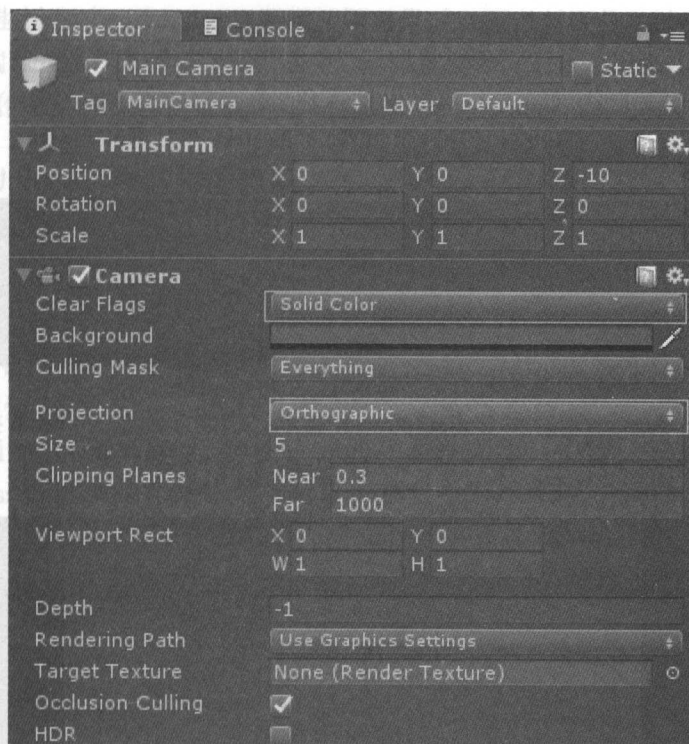 Inspector Console
Main Camera Static
Tag MainCamera Layer Default
Transform
Position X 0 Y 0 Z -10
Rotation X 0 Y 0 Z 0
Scale X 1 Y 1 Z 1
Camera
Clear Flags Solid Color
Background
Culling Mask Everything
Projection Orthographic
Size 5
Clipping Planes Near 0.3
Far 1000
Viewport Rect X 0 Y 0
W 1 H 1
Depth -1
Rendering Path Use Graphics Settings
Target Texture None (Render Texture)
Occlusion Culling
HDR